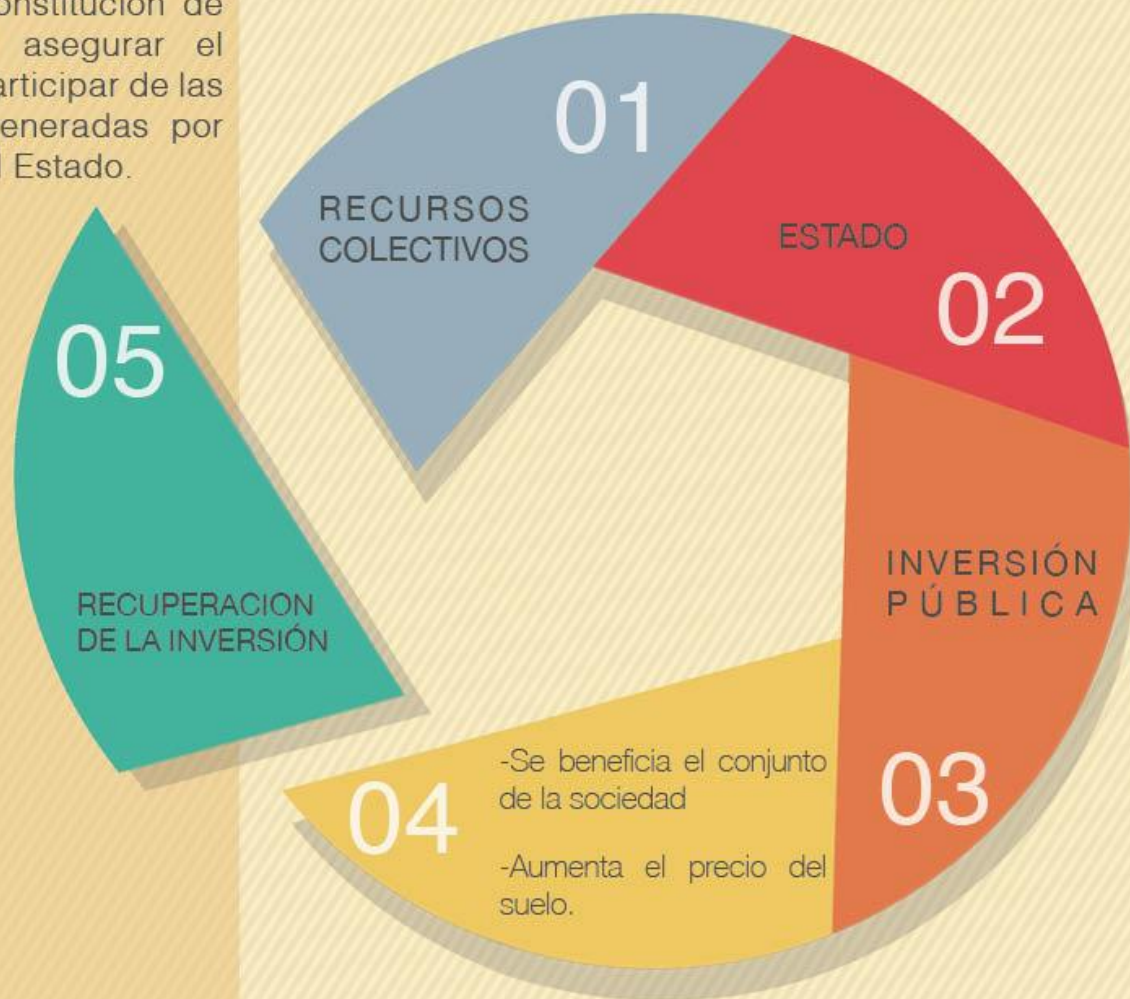 onstitución de
asegurar el
articipar de las
eneradas por
l Estado.
01
RECURSOS
COLECTIVOS
ESTADO
02
INVERSIÓN
PÚBLICA
03
04
-Se beneficia el conjunto
de la sociedad
-Aumenta el precio del
suelo.
05
RECUPERACION
DE LA INVERSIÓN